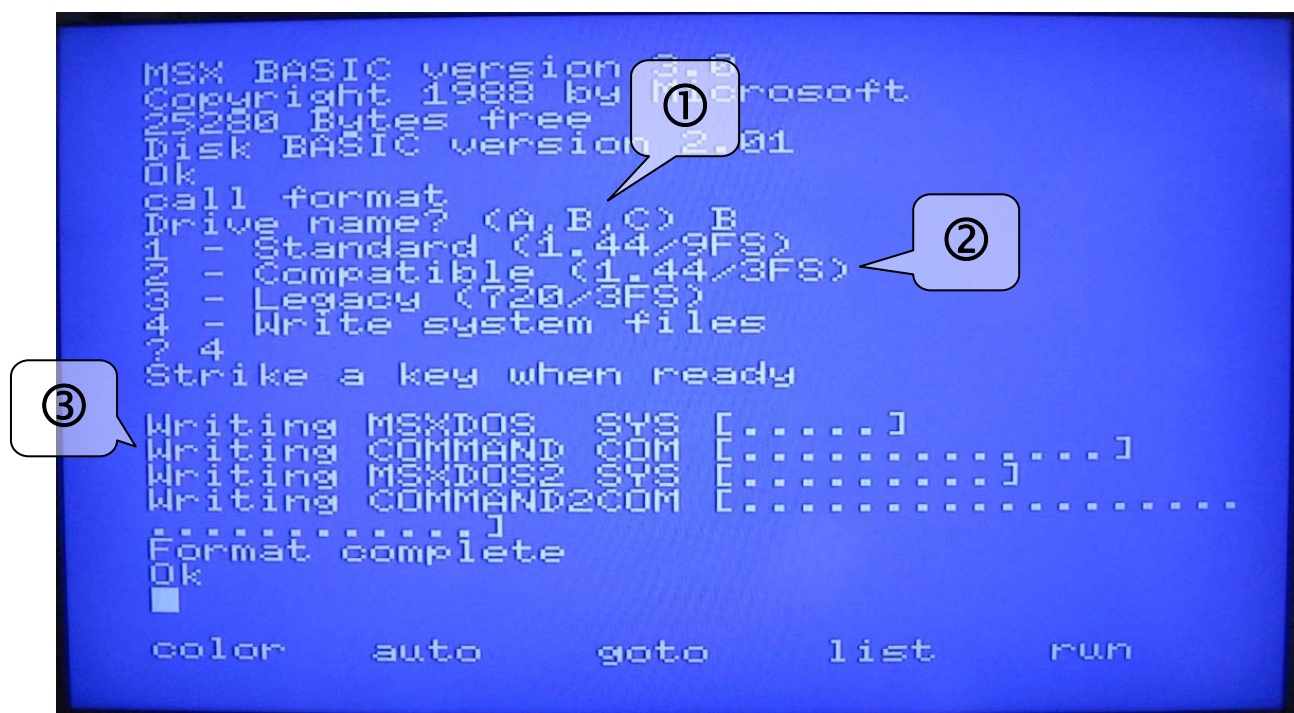 MSX BASIC version 3.0
Copyright 1988 by Microsoft
25280 Bytes free
Disk BASIC version 2.01
Ok
call format
Drive name? (A,B,C) B
1 - Standard (1.44/9FS)
2 - Compatible (1.44/3FS)
3 - Legacy (720/3FS)
4 - Write system files
? 4
Strike a key when ready
Writing MSXDOS  SYS [.....]
Writing COMMAND COM [..............]
Writing MSXDOS2 SYS [.........]
Writing COMMAND2COM [..................
............]
Format complete
Ok
color auto goto list run
①
②
③